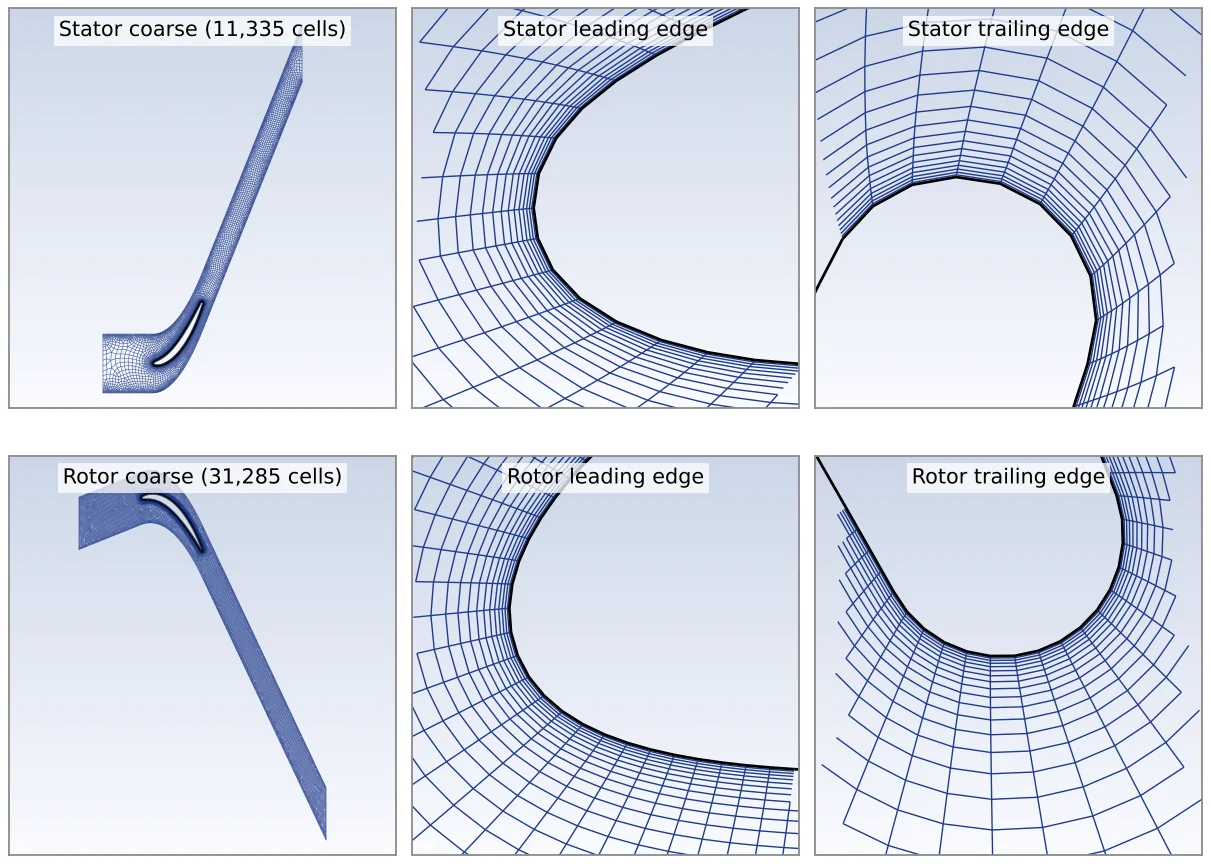 Stator coarse (11,335 cells)
Stator leading edge
Stator trailing edge
Rotor coarse (31,285 cells)
Rotor leading edge
Rotor trailing edge